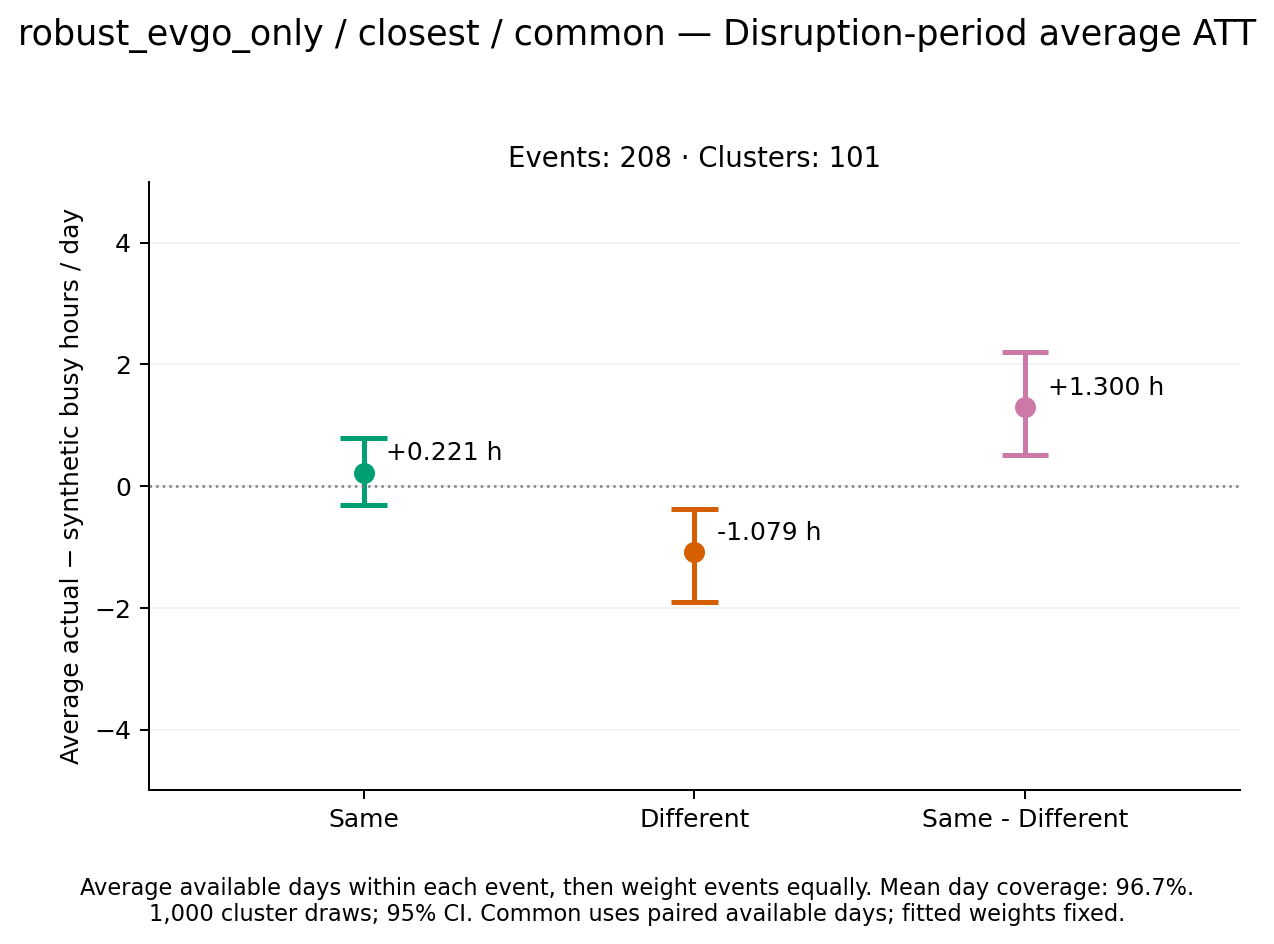 robust_evgo_only / closest / common — Disruption-period average ATT
Events: 208 · Clusters: 101
Average actual − synthetic busy hours / day
4
2
0
−2
−4
+0.221 h
-1.079 h
+1.300 h
Same
Different
Same - Different
Average available days within each event, then weight events equally. Mean day coverage: 96.7%.
1,000 cluster draws; 95% CI. Common uses paired available days; fitted weights fixed.